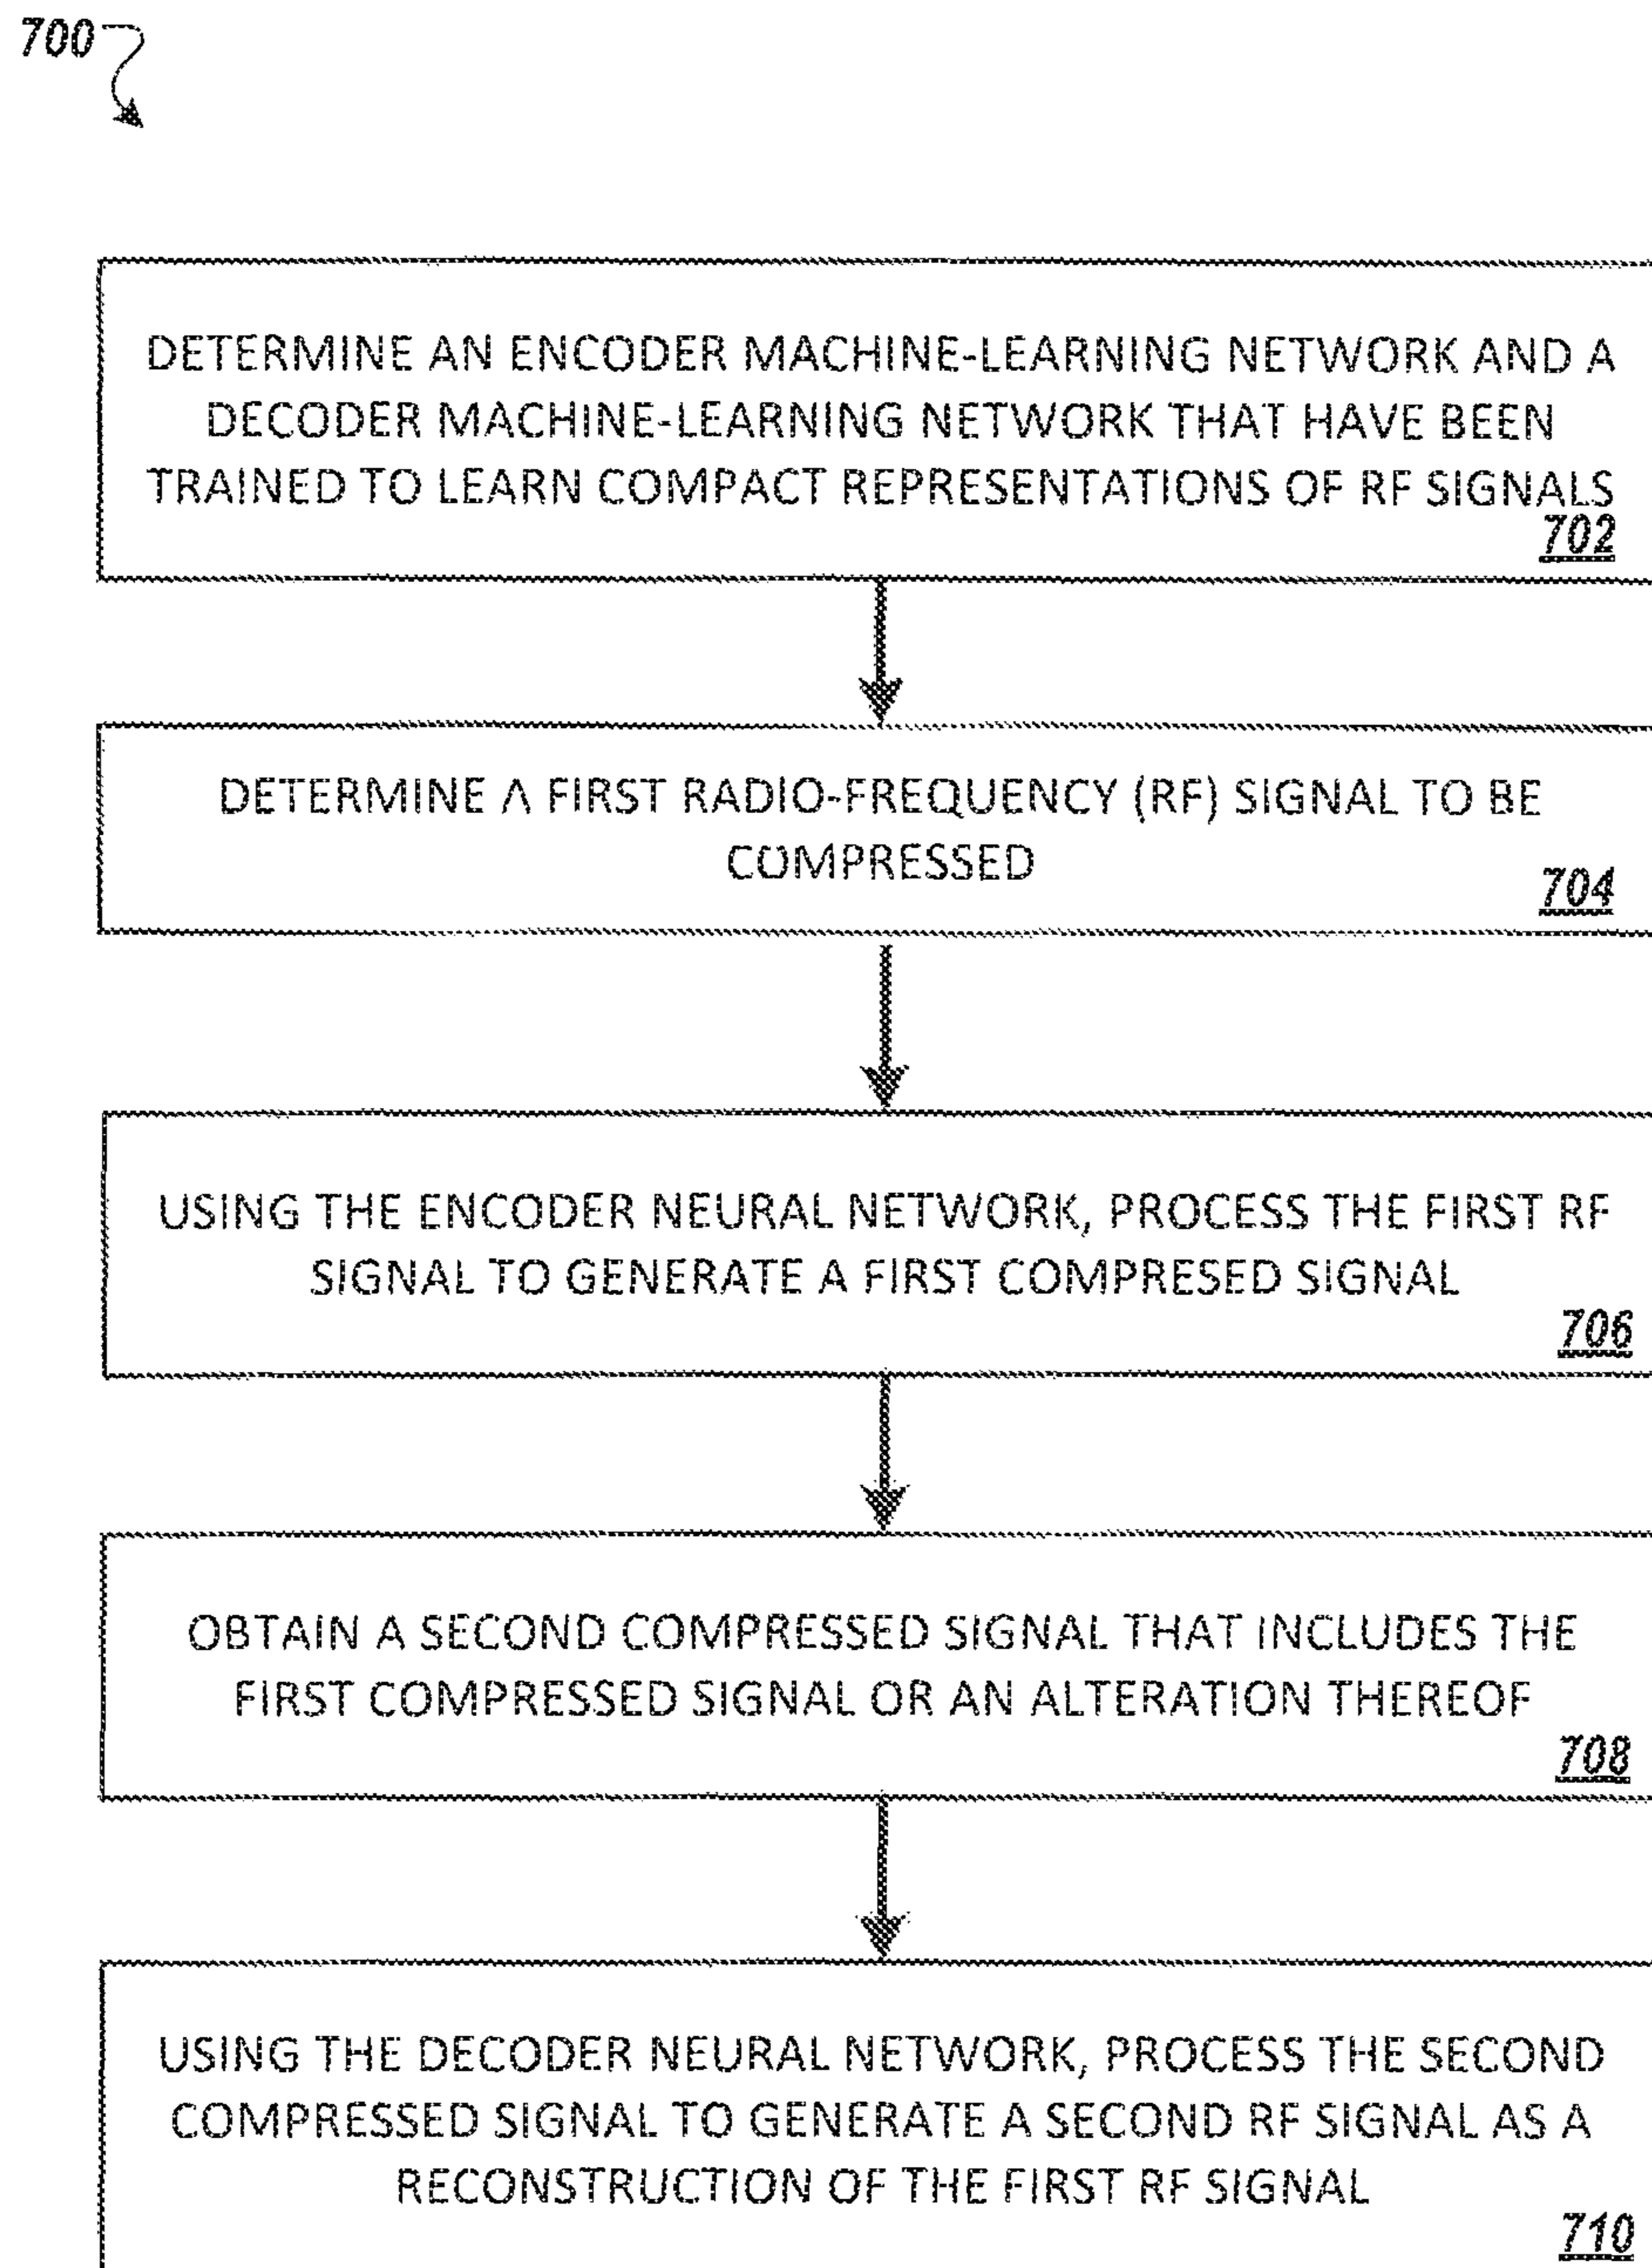 700
DETERMINE AN ENCODER MACHINE-LEARNING NETWORK AND A
DECODER MACHINE-LEARNING NETWORK THAT HAVE BEEN
TRAINED TO LEARN COMPACT REPRESENTATIONS OF RF SIGNALS
702
DETERMINE A FIRST RADIO-FREQUENCY (RF) SIGNAL TO BE
COMPRESSED
704
USING THE ENCODER NEURAL NETWORK, PROCESS THE FIRST RF
SIGNAL TO GENERATE A FIRST COMPRESED SIGNAL
706
OBTAIN A SECOND COMPRESSED SIGNAL THAT INCLUDES THE
FIRST COMPRESSED SIGNAL OR AN ALTERATION THEREOF
708
USING THE DECODER NEURAL NETWORK, PROCESS THE SECOND
COMPRESSED SIGNAL TO GENERATE A SECOND RF SIGNAL AS A
RECONSTRUCTION OF THE FIRST RF SIGNAL
710